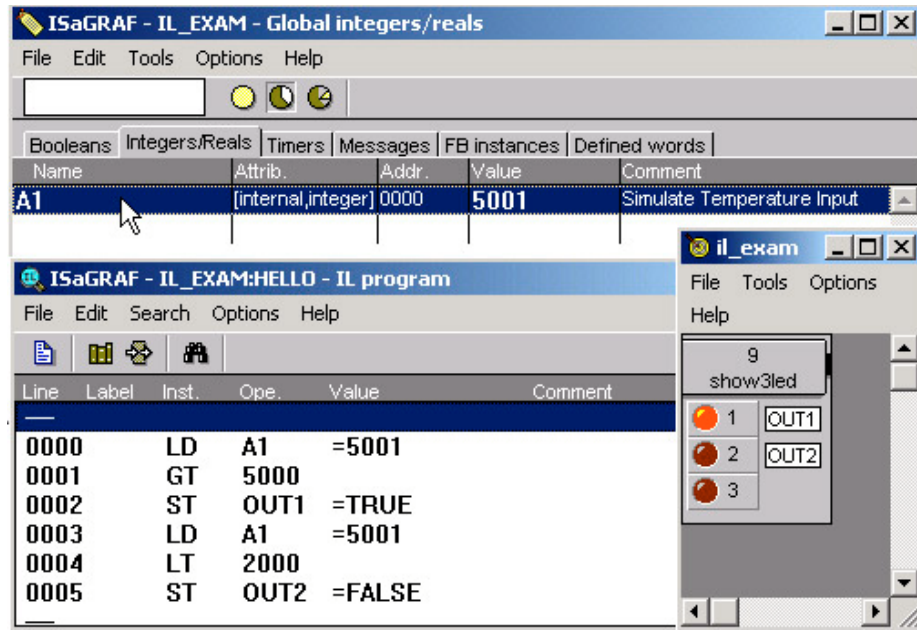 ISaGRAF - IL_EXAM - Global integers/reals
File Edit Tools Options Help
Booleans Integers/Reals Timers Messages FB instances Defined words
Name Attrib. Addr. Value Comment
A1 [internal,integer] 0000 5001 Simulate Temperature Input
ISaGRAF - IL_EXAM:HELLO - IL program
File Edit Search Options Help
Line Label Inst. Ope. Value Comment
0000 LD A1 =5001
0001 GT 5000
0002 ST OUT1 =TRUE
0003 LD A1 =5001
0004 LT 2000
0005 ST OUT2 =FALSE
il_exam
File Tools Options
Help
9
show3led
1 OUT1
2 OUT2
3